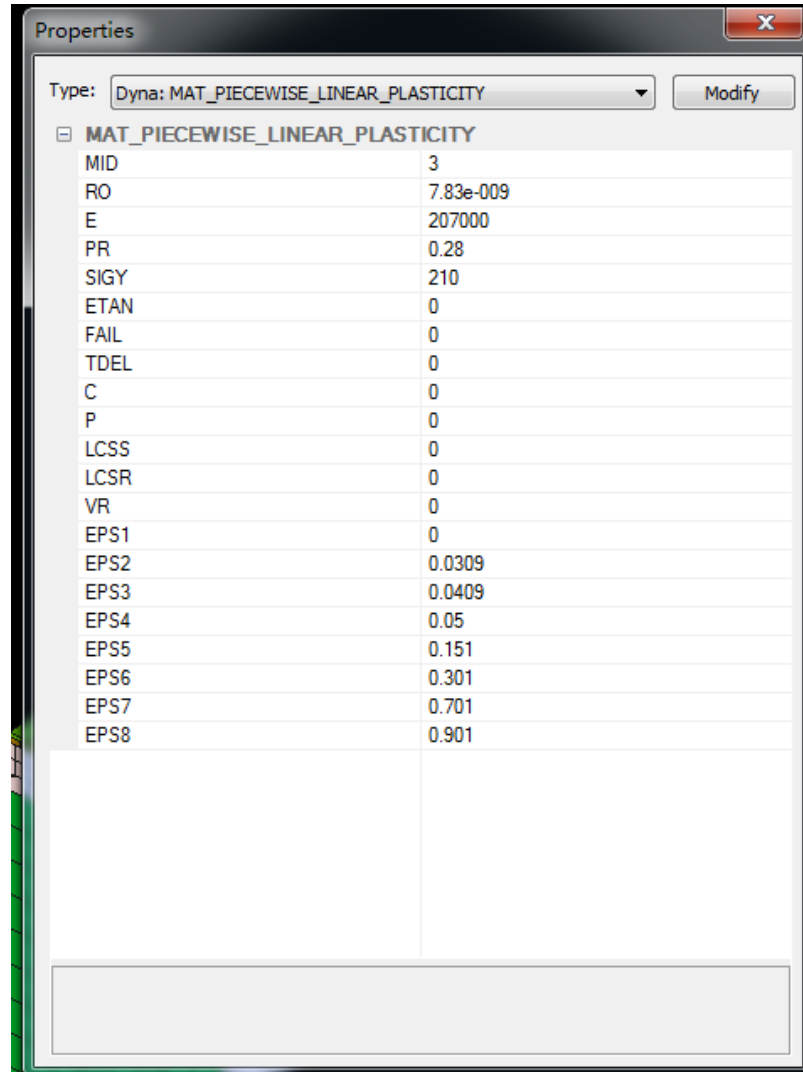 Properties
Type: Dyna: MAT_PIECEWISE_LINEAR_PLASTICITY Modify
MAT_PIECEWISE_LINEAR_PLASTICITY
MID 3
RO 7.83e-009
E 207000
PR 0.28
SIGY 210
ETAN 0
FAIL 0
TDEL 0
C 0
P 0
LCSS 0
LCSR 0
VR 0
EPS1 0
EPS2 0.0309
EPS3 0.0409
EPS4 0.05
EPS5 0.151
EPS6 0.301
EPS7 0.701
EPS8 0.901